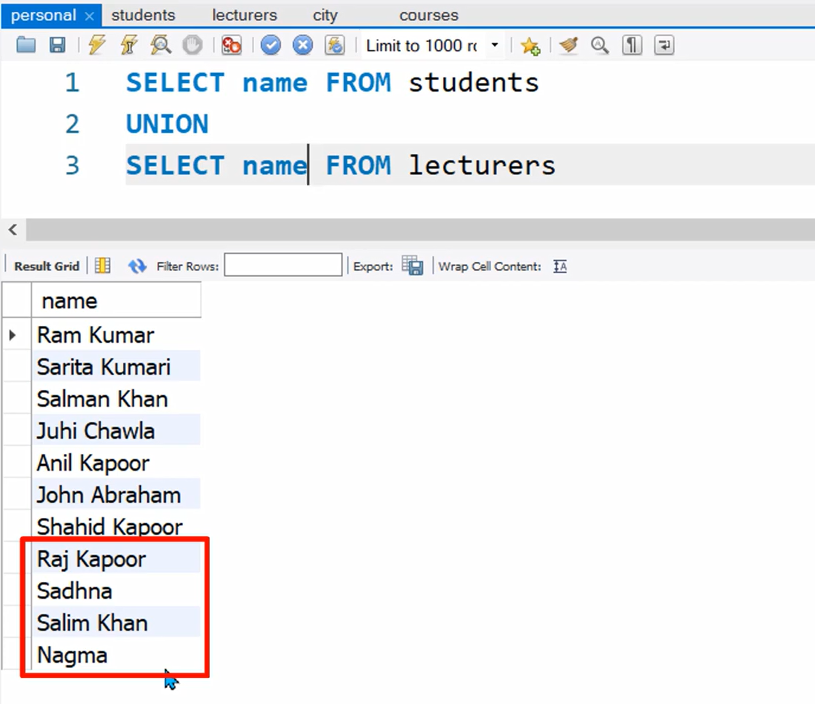 personal × students lecturers city courses
Limit to 1000 rc
1 SELECT name FROM students
2 UNION
3 SELECT name FROM lecturers
Result Grid Filter Rows: Export: Wrap Cell Content: IA
name
Ram Kumar
Sarita Kumari
Salman Khan
Juhi Chawla
Anil Kapoor
John Abraham
Shahid Kapoor
Raj Kapoor
Sadhna
Salim Khan
Nagma